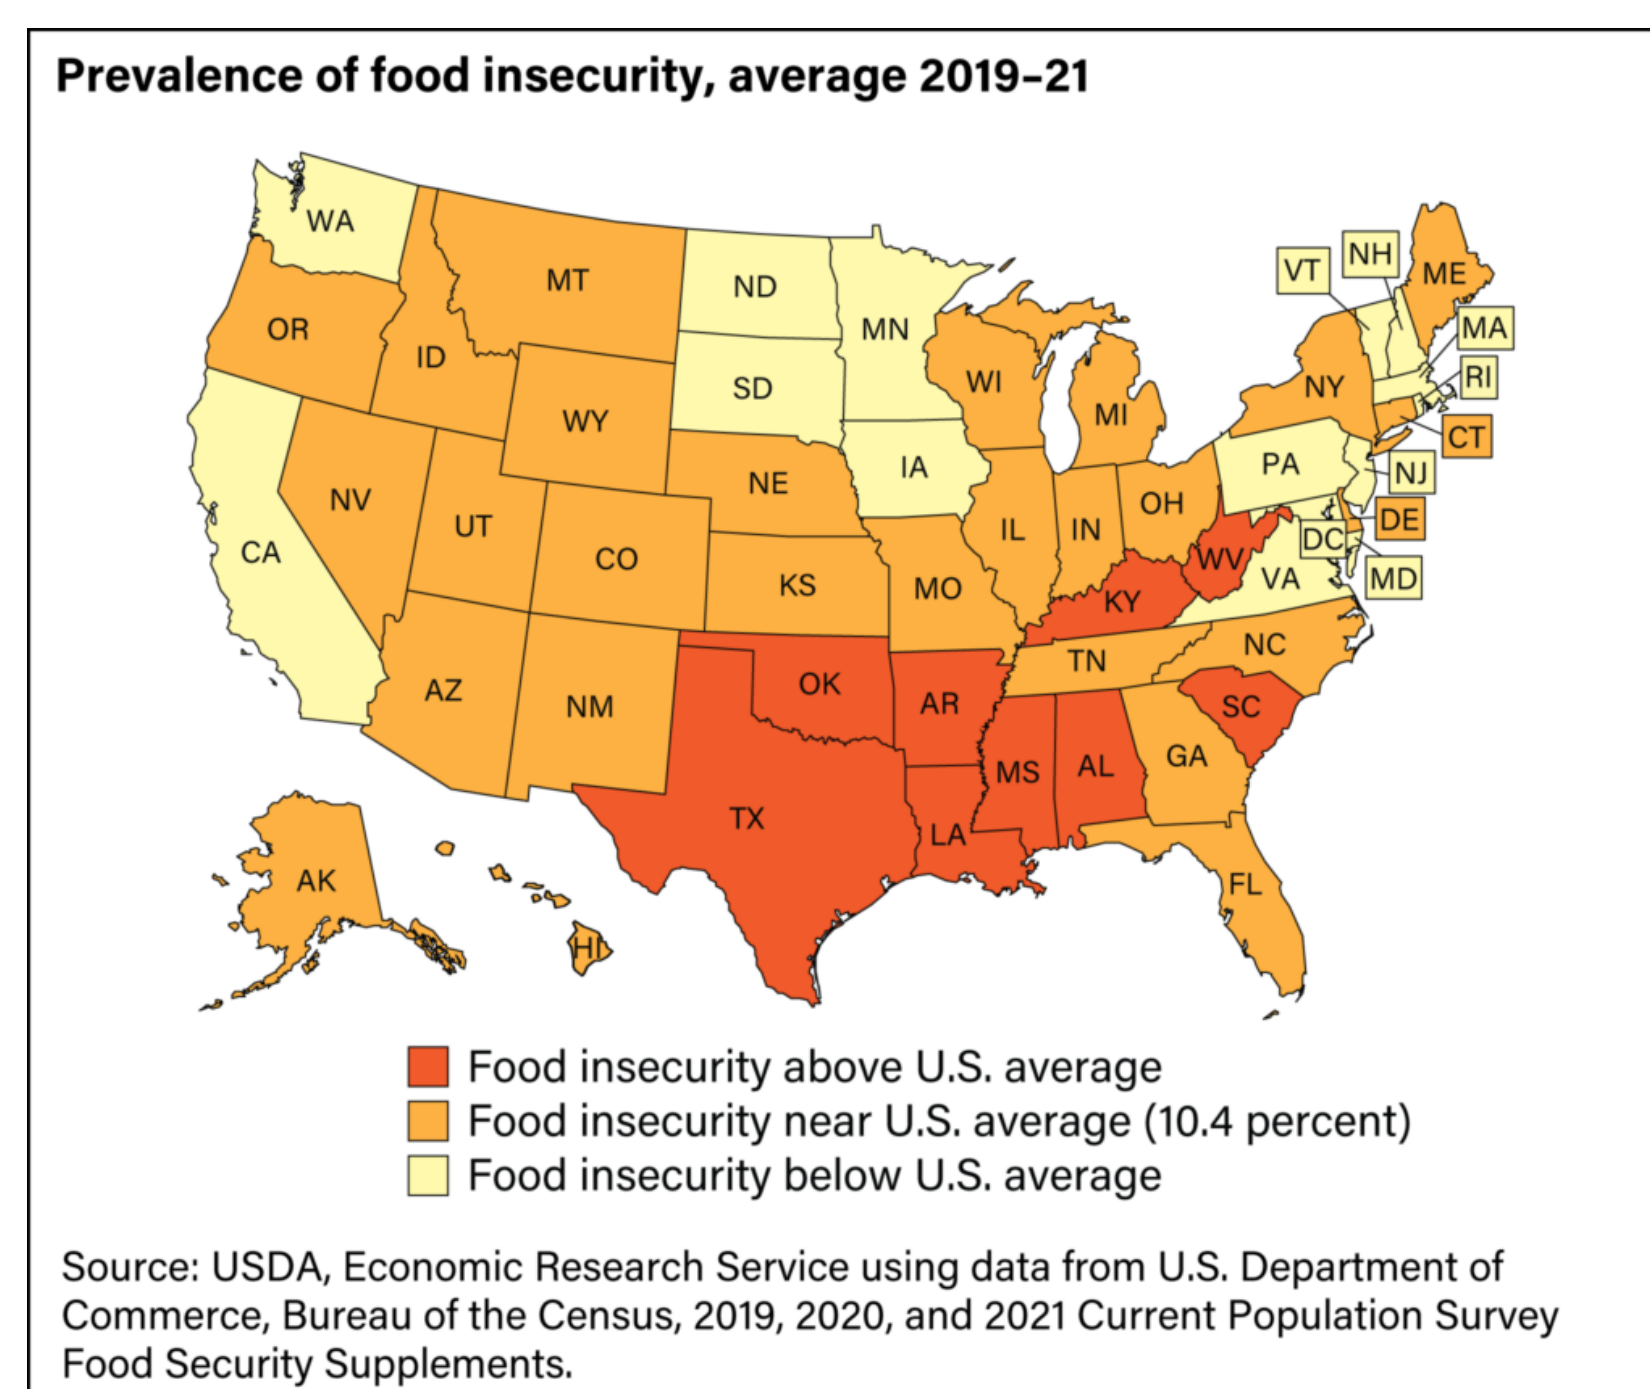 Prevalence of food insecurity, average 2019–21
WA
MT
ND
MN
VT
NH
ME
OR
ID
SD
WI
MI
NY
MA
RI
CT
WY
IA
PA
NJ
NV
NE
IL
IN
OH
DE
DC
UT
CO
KS
MO
WV
VA
MD
CA
KY
AZ
NM
OK
AR
TN
NC
SC
TX
LA
MS
AL
GA
FL
AK
HI
Food insecurity above U.S. average
Food insecurity near U.S. average (10.4 percent)
Food insecurity below U.S. average
Source: USDA, Economic Research Service using data from U.S. Department of
Commerce, Bureau of the Census, 2019, 2020, and 2021 Current Population Survey
Food Security Supplements.